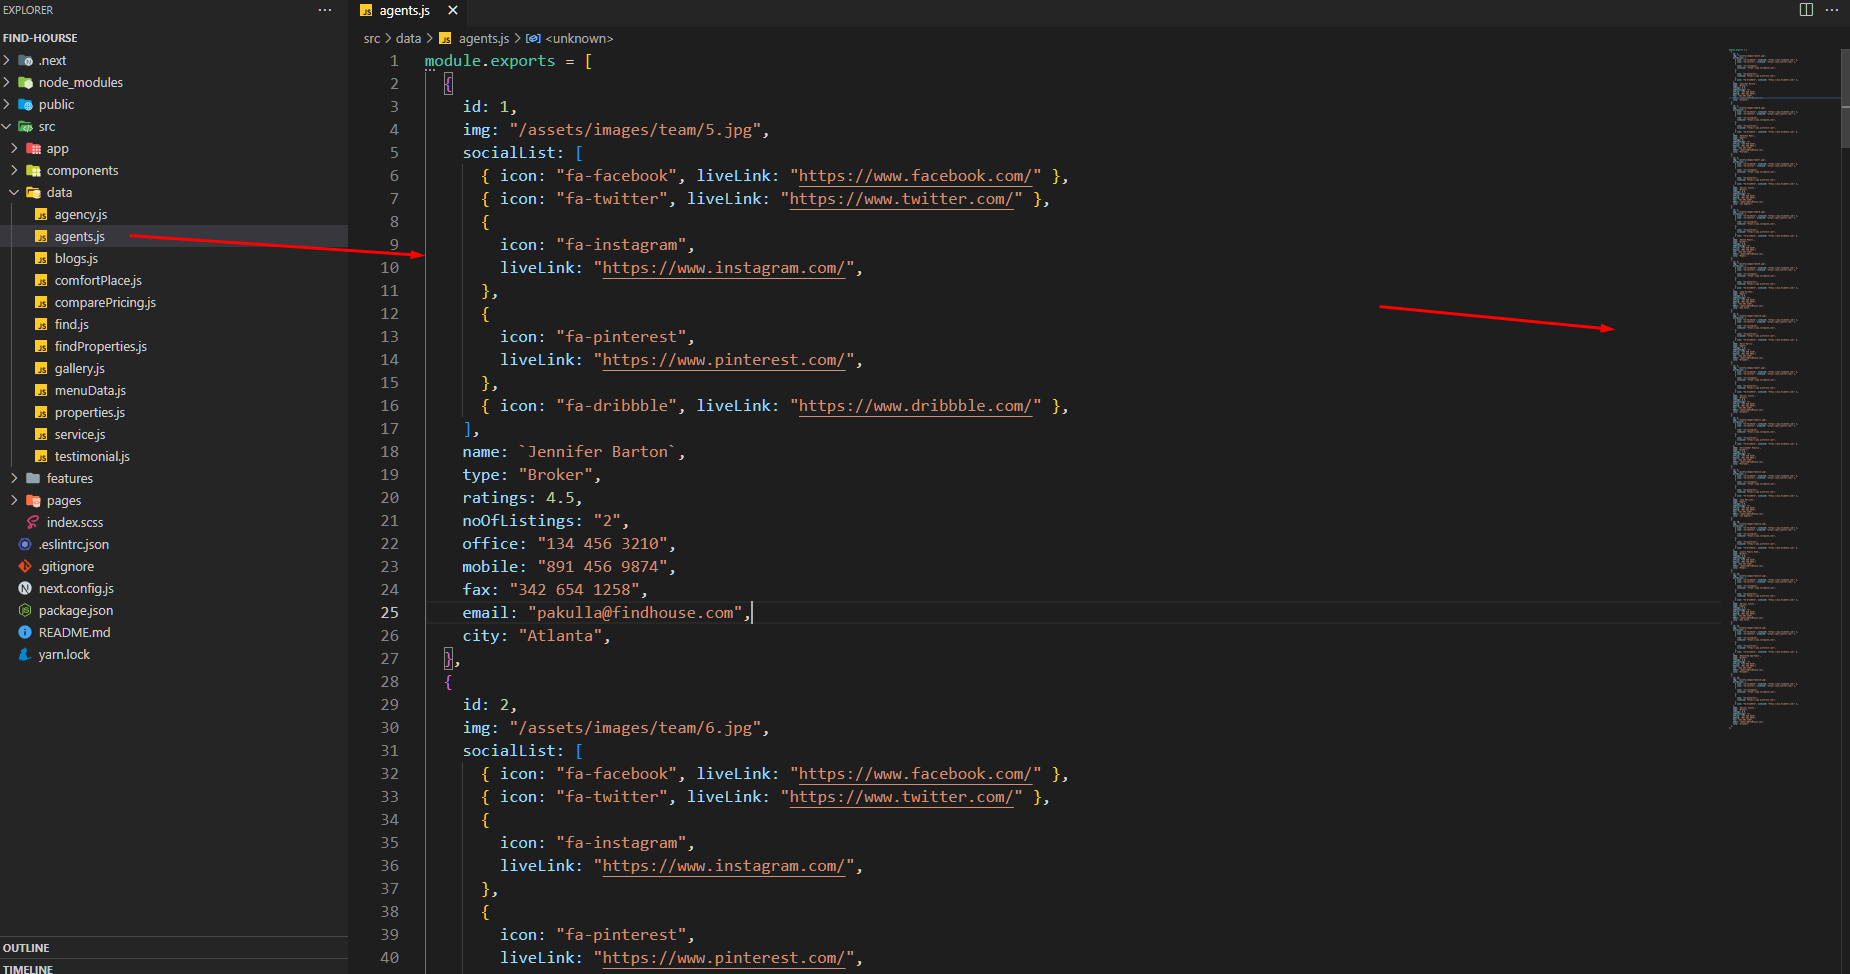 EXPLORER
FIND-HOURSE
.next
node_modules
public
src
app
components
data
agency.js
agents.js
blogs.js
comfortPlace.js
comparePricing.js
find.js
findProperties.js
gallery.js
menuData.js
properties.js
service.js
testimonial.js
features
pages
index.scss
.eslintrc.json
.gitignore
next.config.js
package.json
README.md
yarn.lock
OUTLINE
TIMELINE
agents.js
src > data > agents.js > <unknown>
1 module.exports = [
2 {
3 id: 1,
4 img: "/assets/images/team/5.jpg",
5 socialList: [
6 { icon: "fa-facebook", liveLink: "https://www.facebook.com/" },
7 { icon: "fa-twitter", liveLink: "https://www.twitter.com/" },
8 {
9 icon: "fa-instagram",
10 liveLink: "https://www.instagram.com/",
11 },
12 {
13 icon: "fa-pinterest",
14 liveLink: "https://www.pinterest.com/",
15 },
16 { icon: "fa-dribbble", liveLink: "https://www.dribbble.com/" },
17 ],
18 name: `Jennifer Barton`,
19 type: "Broker",
20 ratings: 4.5,
21 noOfListings: "2",
22 office: "134 456 3210",
23 mobile: "891 456 9874",
24 fax: "342 654 1258",
25 email: "pakulla@findhouse.com",
26 city: "Atlanta",
27 },
28 {
29 id: 2,
30 img: "/assets/images/team/6.jpg",
31 socialList: [
32 { icon: "fa-facebook", liveLink: "https://www.facebook.com/" },
33 { icon: "fa-twitter", liveLink: "https://www.twitter.com/" },
34 {
35 icon: "fa-instagram",
36 liveLink: "https://www.instagram.com/",
37 },
38 {
39 icon: "fa-pinterest",
40 liveLink: "https://www.pinterest.com/",